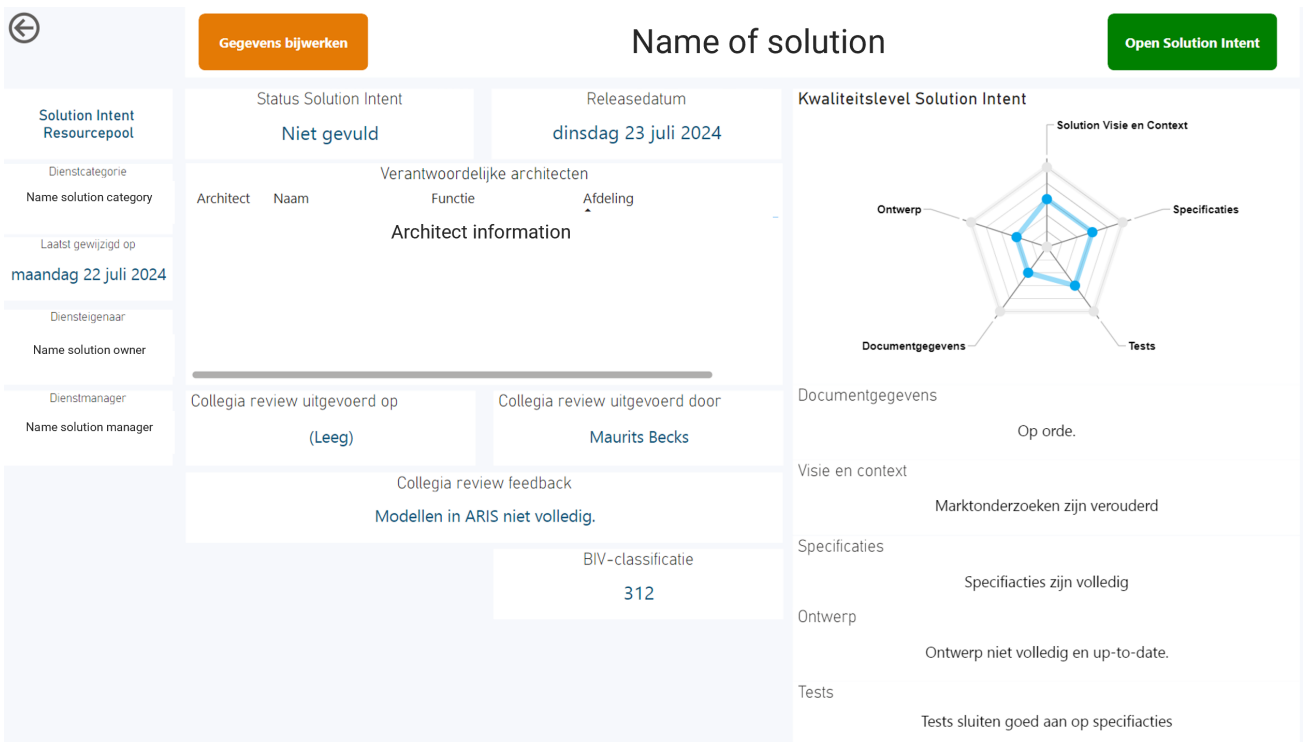 Gegevens bijwerken
Name of solution
Open Solution Intent
Solution Intent
Resourcepool
Dienstcategorie
Name solution category
Laatst gewijzigd op
maandag 22 juli 2024
Diensteigenaar
Name solution owner
Dienstmanager
Name solution manager
Status Solution Intent
Niet gevuld
Releasedatum
dinsdag 23 juli 2024
Verantwoordelijke architecten
Architect Naam Functie Afdeling
Architect information
Collegia review uitgevoerd op
(Leeg)
Collegia review uitgevoerd door
Maurits Becks
Collegia review feedback
Modellen in ARIS niet volledig.
BIV-classificatie
312
Kwaliteitslevel Solution Intent
Solution Visie en Context
Ontwerp
Specificaties
Documentgegevens
Tests
Documentgegevens
Op orde.
Visie en context
Marktonderzoeken zijn verouderd
Specificaties
Specifiacties zijn volledig
Ontwerp
Ontwerp niet volledig en up-to-date.
Tests
Tests sluiten goed aan op specifiacties